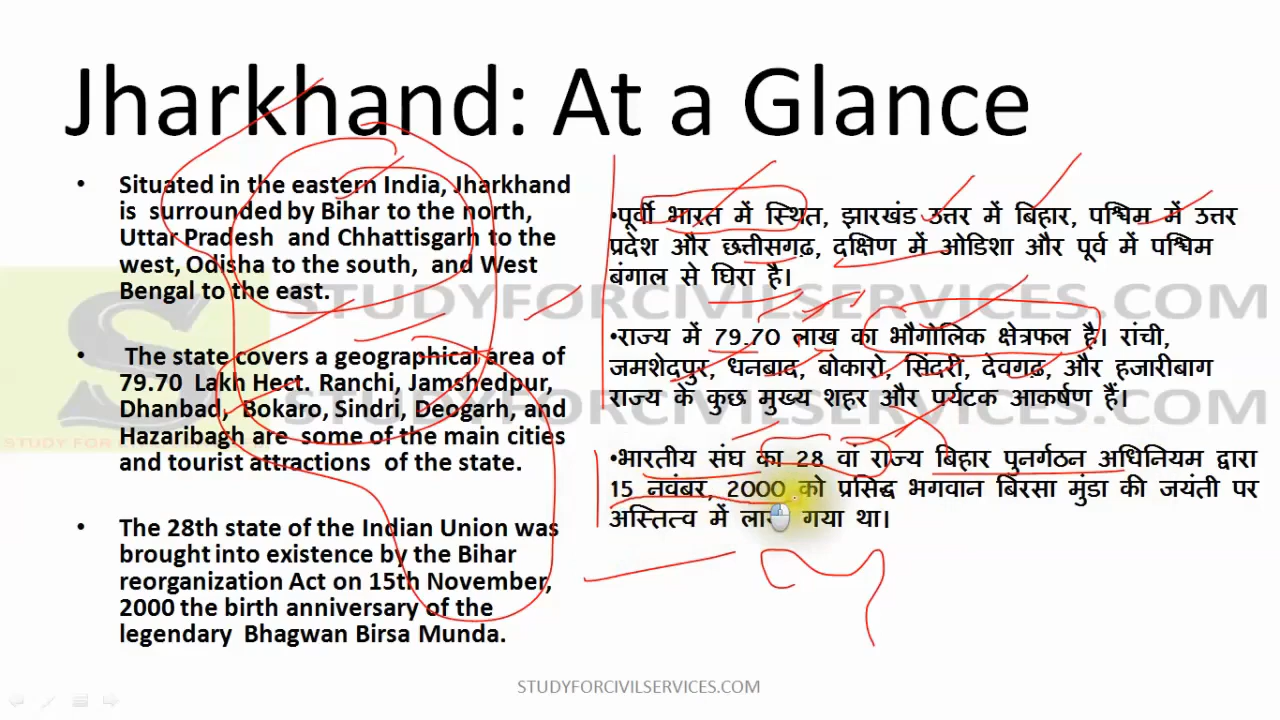 Jharkhand: At a Glance
• Situated in the eastern India, Jharkhand
is surrounded by Bihar to the north,
Uttar Pradesh and Chhattisgarh to the
west, Odisha to the south, and West
Bengal to the east.
• The state covers a geographical area of
79.70 Lakh Hect. Ranchi, Jamshedpur,
Dhanbad, Bokaro, Sindri, Deogarh, and
Hazaribagh are some of the main cities
and tourist attractions of the state.
• The 28th state of the Indian Union was
brought into existence by the Bihar
reorganization Act on 15th November,
2000 the birth anniversary of the
legendary Bhagwan Birsa Munda.
•पूर्वी भारत में स्थित, झारखंड उत्तर में बिहार, पश्चिम में उत्तर
प्रदेश और छत्तीसगढ़, दक्षिण में ओडिशा और पूर्व में पश्चिम
बंगाल से घिरा है।
•राज्य में 79.70 लाख का भौगोलिक क्षेत्रफल है। रांची,
जमशेदपुर, धनबाद, बोकारो, सिंदरी, देवगढ़, और हजारीबाग
राज्य के कुछ मुख्य शहर और पर्यटक आकर्षण हैं।
•भारतीय संघ का 28 वां राज्य बिहार पुनर्गठन अधिनियम द्वारा
15 नवंबर, 2000 को प्रसिद्ध भगवान बिरसा मुंडा की जयंती पर
अस्तित्व में गया था।
STUDYFORCIVILSERVICES.COM
STUDYFORCIVILSERVICES.COM
STUDYFORCIVILSERVICES.COM